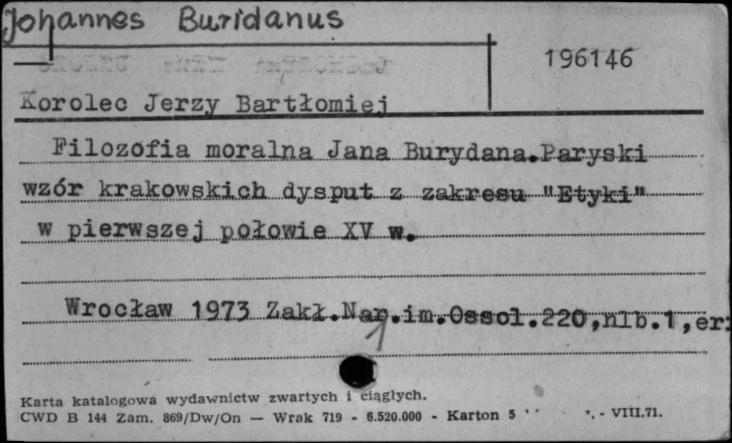 Johannes Buridanus
196146
Korolec Jerzy Bartłomiej
Filozofia moralna Jana Burydana.Paryski
wzór krakowskich dysput z zakresu "Etyki"
w pierwszej połowie XV w.
Wrocław 1973 Zakł.Nar.im.Ossol.220,nlb.1,er
Karta katalogowa wydawnictw zwartych i ciągłych.
CWD B 144 Zam. 869/Dw/On — Wrak 719 - 6.520.000 - Karton 5 - VIII.71.